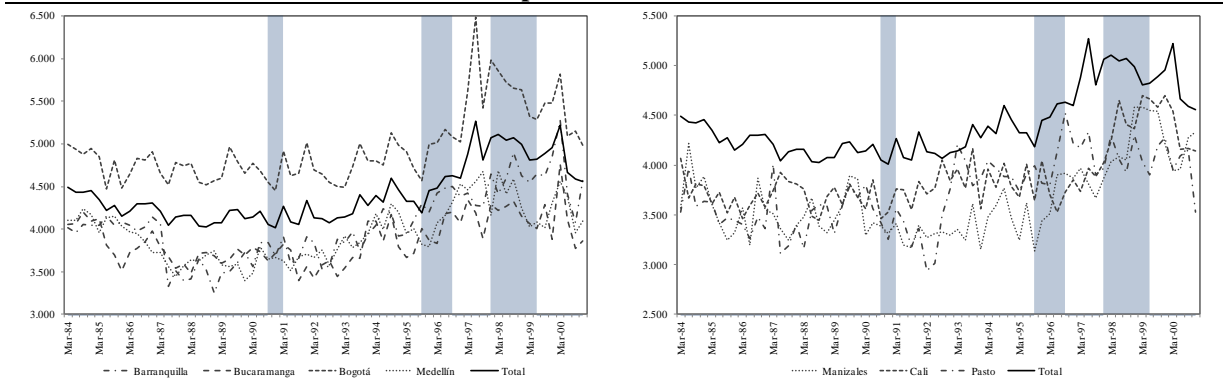 6.500
6.000
5.500
5.000
4.500
4.000
3.500
3.000
Mar-84
Mar-85
Mar-86
Mar-87
Mar-88
Mar-89
Mar-90
Mar-91
Mar-92
Mar-93
Mar-94
Mar-95
Mar-96
Mar-97
Mar-98
Mar-99
Mar-00
Barranquilla Bucaramanga Bogotá Medellín Total
5.500
5.000
4.500
4.000
3.500
3.000
2.500
Mar-84
Mar-85
Mar-86
Mar-87
Mar-88
Mar-89
Mar-90
Mar-91
Mar-92
Mar-93
Mar-94
Mar-95
Mar-96
Mar-97
Mar-98
Mar-99
Mar-00
Manizales Cali Pasto Total